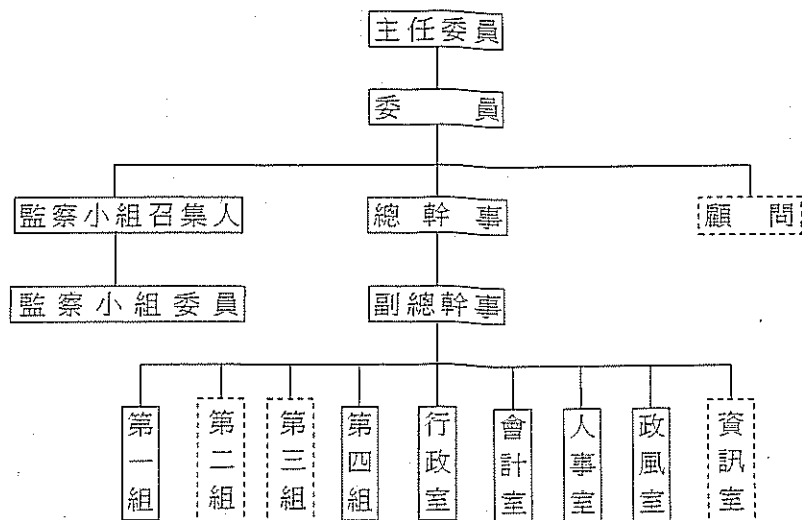 主任委員
委員
監察小組召集人
總幹事
顧問
監察小組委員
副總幹事
第一組
第二組
第三組
第四組
行政室
會計室
人事室
政風室
資訊室